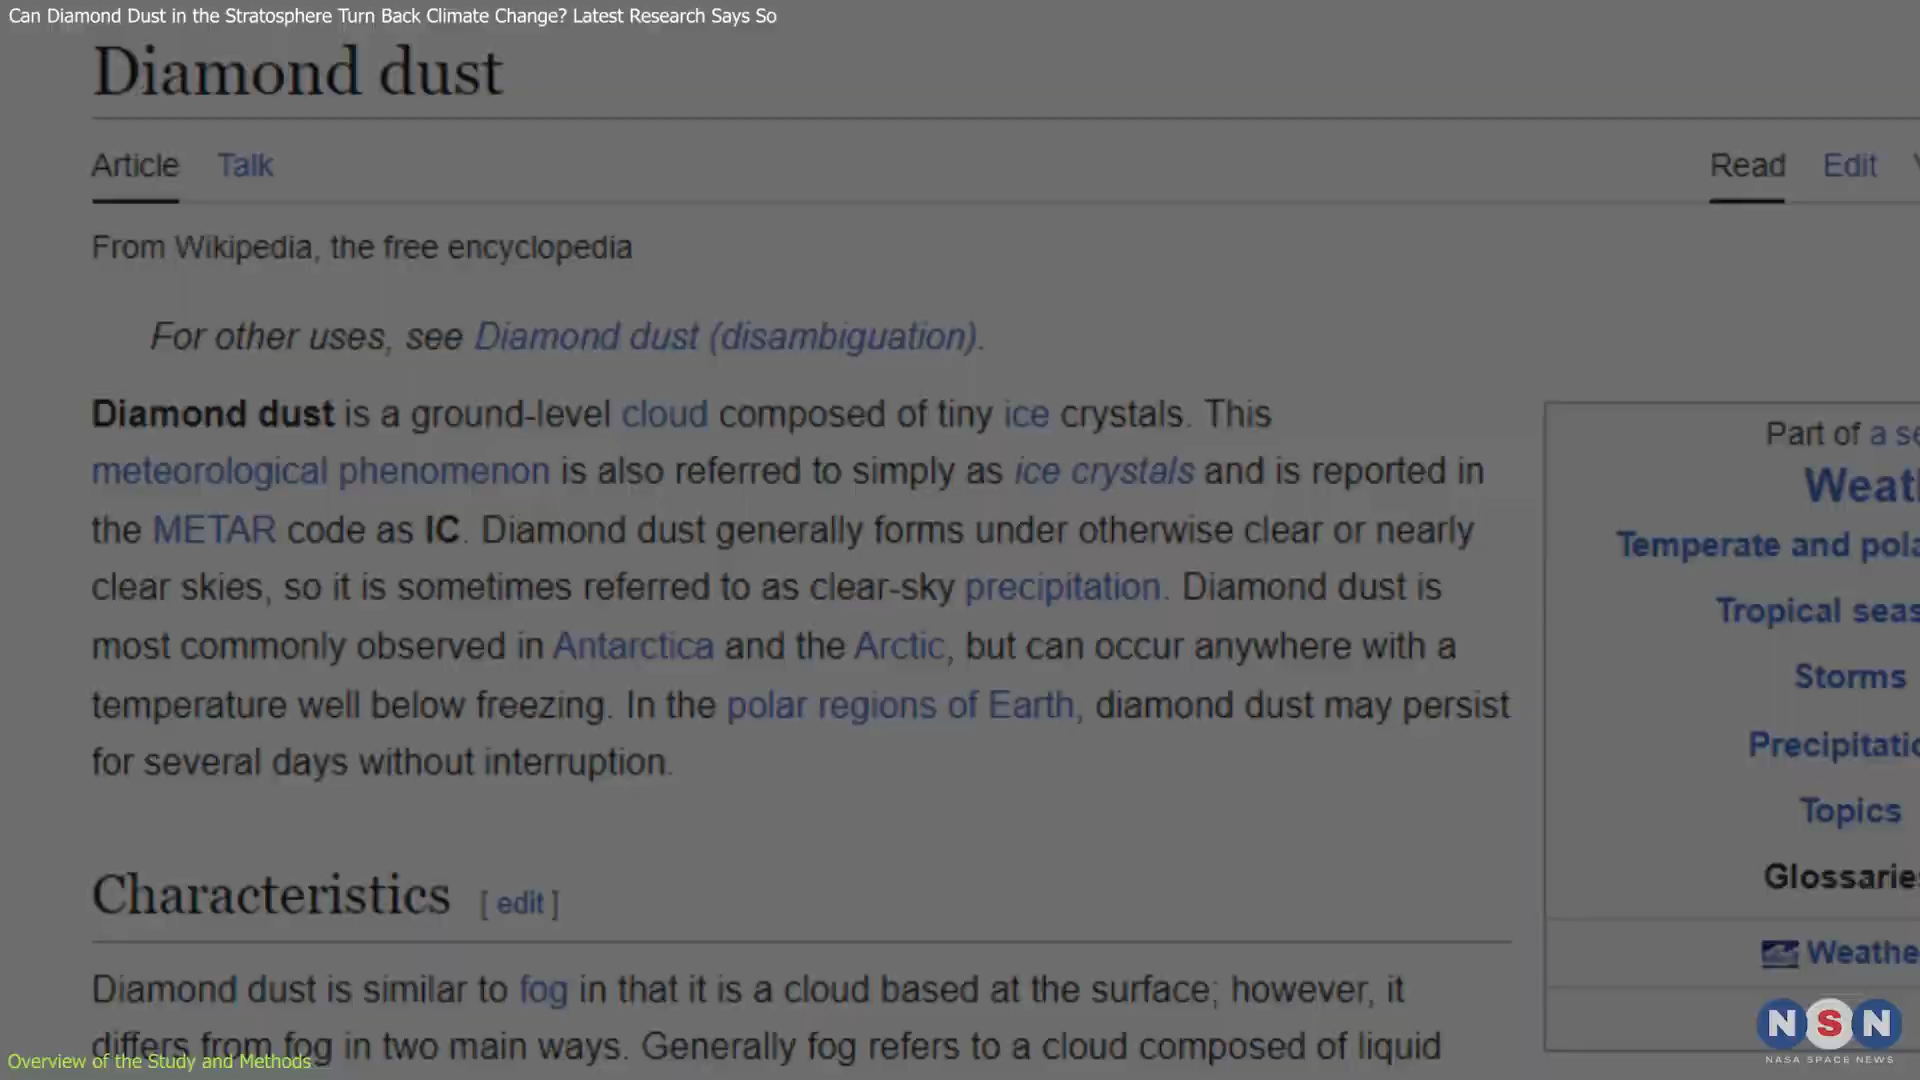 Can Diamond Dust in the Stratosphere Turn Back Climate Change? Latest Research Says So
Diamond dust
Article Talk Read Edit
From Wikipedia, the free encyclopedia
For other uses, see Diamond dust (disambiguation).
Diamond dust is a ground-level cloud composed of tiny ice crystals. This
meteorological phenomenon is also referred to simply as ice crystals and is reported in
the METAR code as IC. Diamond dust generally forms under otherwise clear or nearly
clear skies, so it is sometimes referred to as clear-sky precipitation. Diamond dust is
most commonly observed in Antarctica and the Arctic, but can occur anywhere with a
temperature well below freezing. In the polar regions of Earth, diamond dust may persist
for several days without interruption.
Part of a
Temperate and
Tropical
Storms
Topics
Characteristics [ edit ]
Diamond dust is similar to fog in that it is a cloud based at the surface; however, it
differs from fog in two main ways. Generally fog refers to a cloud composed of liquid
Overview of the Study and Methods
NSN
NASA SPACE NEWS